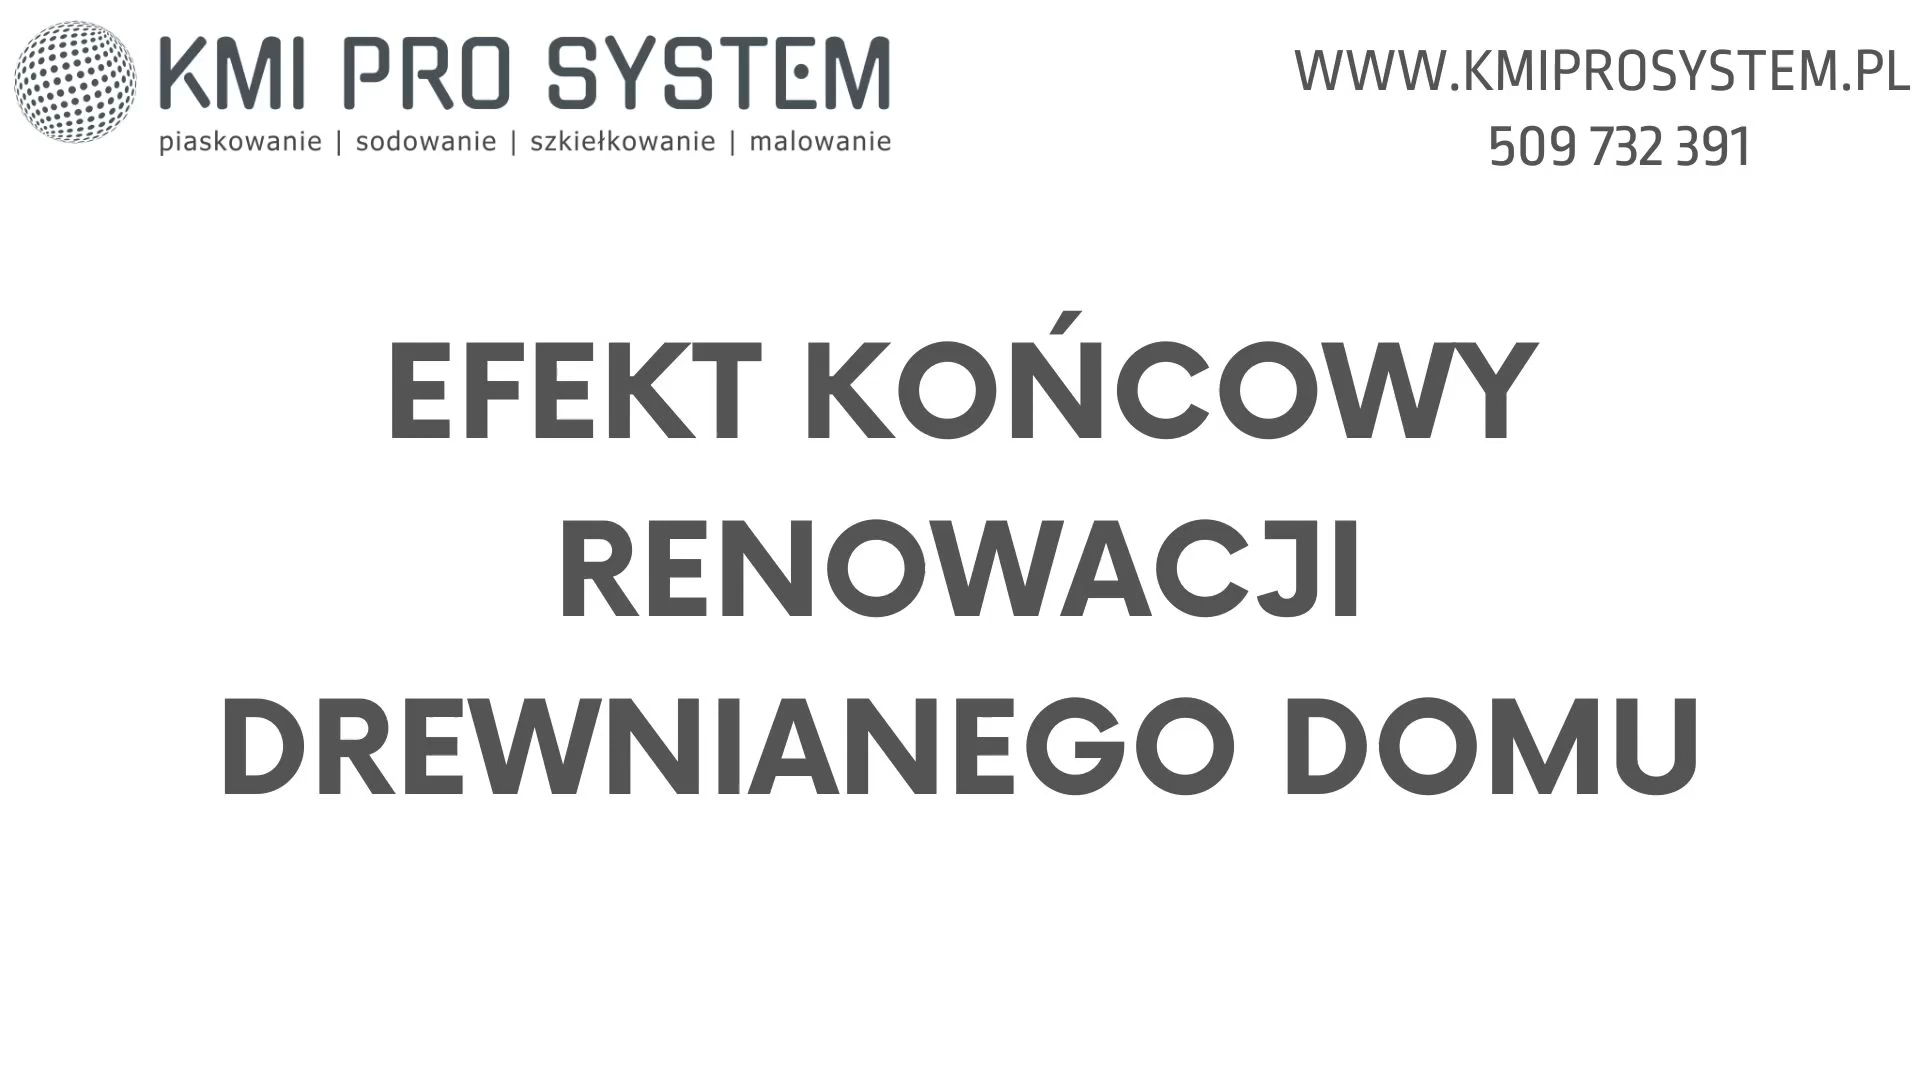 KMI PRO SYSTEM
piaskowanie | sodowanie | szkiełkowanie | malowanie
WWW.KMIPROSYSTEM.PL
509 732 391
EFEKT KOŃCOWY
RENOWACJI
DREWNIANEGO DOMU